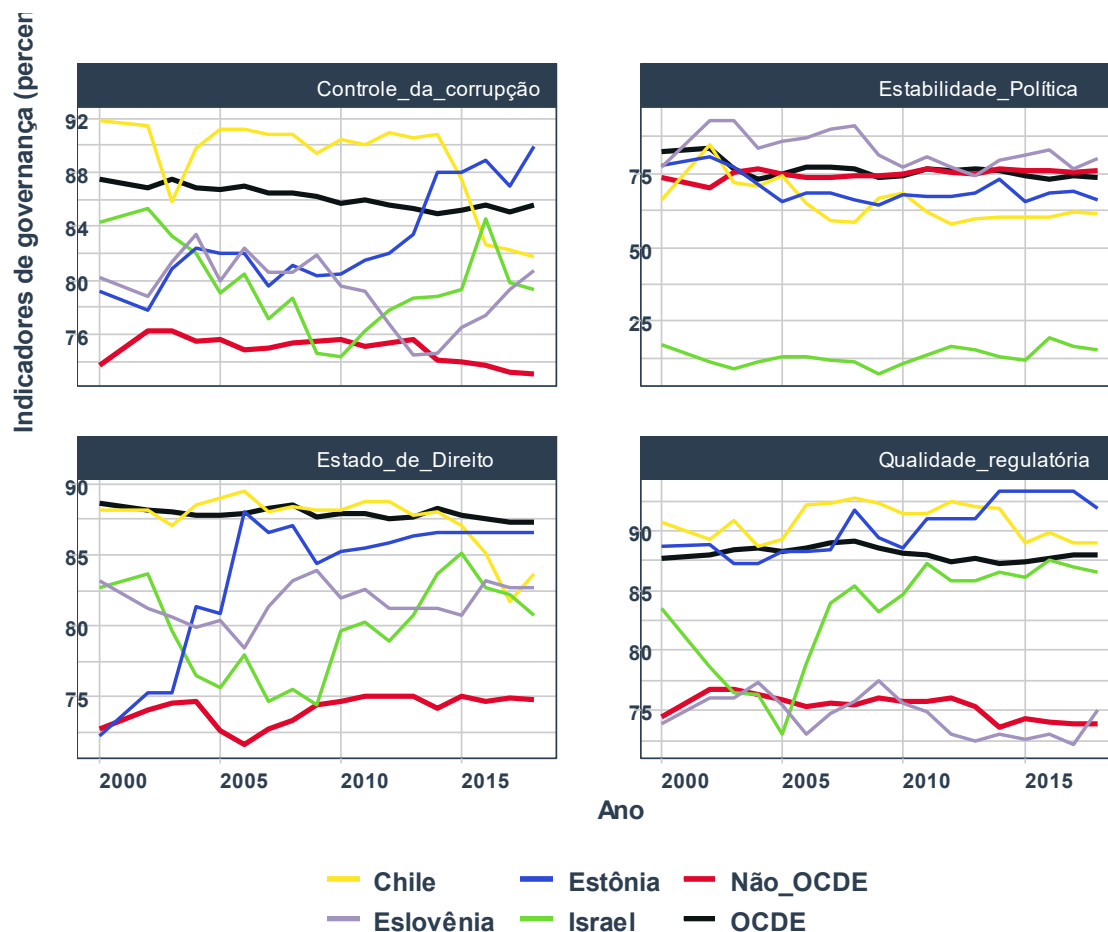 Indicadores de governança (percen
Controle_da_corrupção
92
88
84
80
76
Estabilidade_Política
75
50
25
Estado_de_Direito
90
85
80
75
2000 2005 2010 2015
Qualidade_regulatória
90
85
80
75
2000 2005 2010 2015
Ano
Chile Estônia Não_OCDE
Eslovênia Israel OCDE